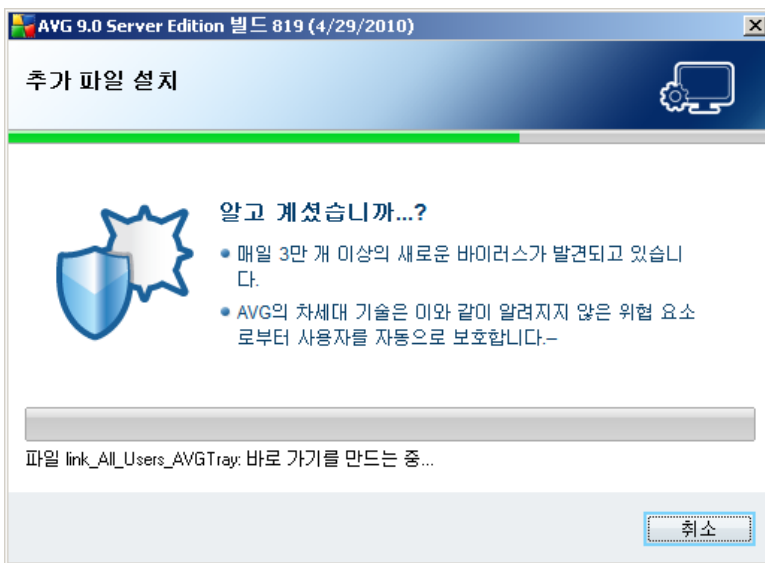 AVG 9.0 Server Edition 빌드 819 (4/29/2010)
추가 파일 설치
알고 계셨습니까...?
매일 3만 개 이상의 새로운 바이러스가 발견되고 있습니
다.
AVG의 차세대 기술은 이와 같이 알려지지 않은 위협 요소
로부터 사용자를 자동으로 보호합니다.–
파일 link_All_Users_AVGTray: 바로 가기를 만드는 중...
취소